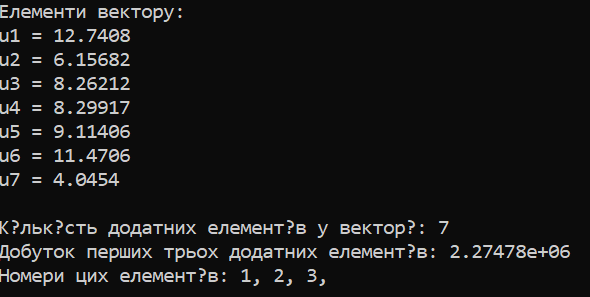 Елементи вектору:
u1 = 12.7408
u2 = 6.15682
u3 = 8.26212
u4 = 8.29917
u5 = 9.11406
u6 = 11.4706
u7 = 4.0454
К?льк?сть додатних елемент?в у вектор?: 7
Добуток перших трьох додатних елемент?в: 2.27478e+06
Номери цих елемент?в: 1, 2, 3,